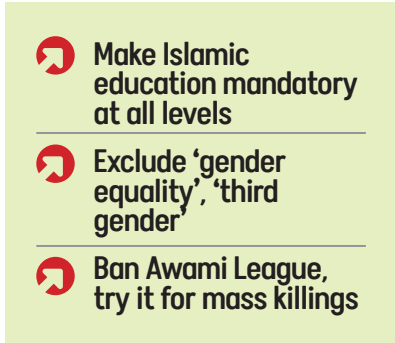 Make Islamic
education mandatory
at all levels
Exclude ‘gender
equality’, ‘third
gender’
Ban Awami League,
try it for mass killings